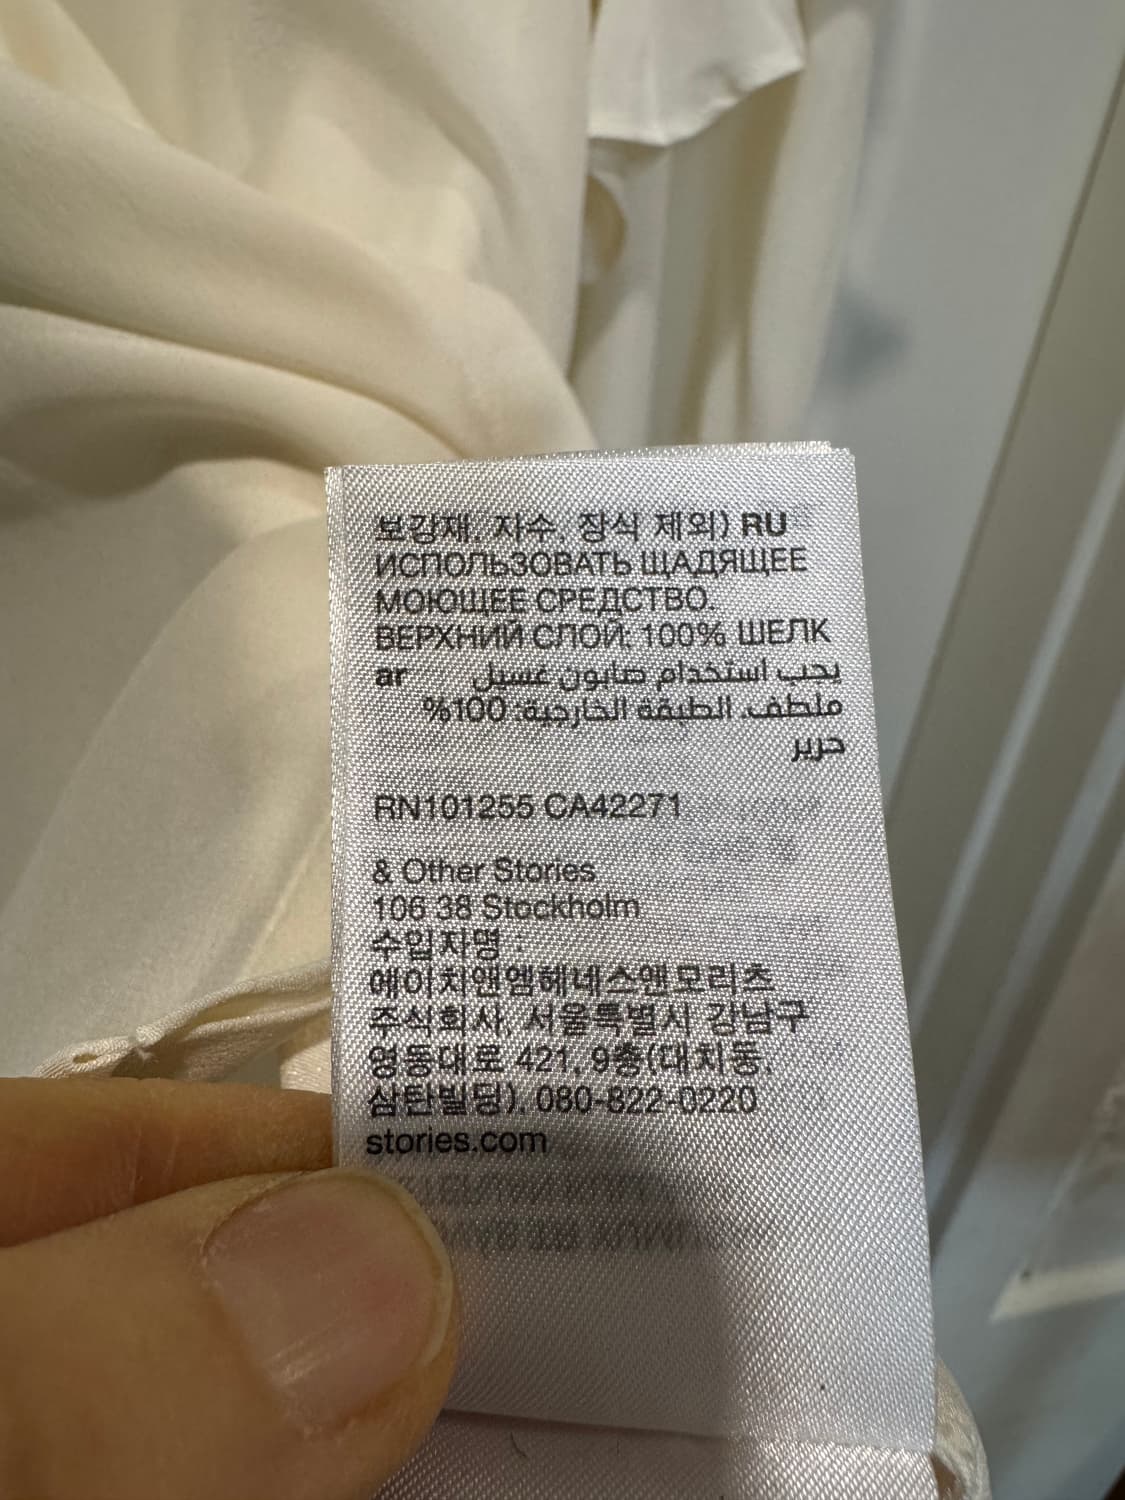 보강재, 자수, 장식 제외) RU
ИСПОЛЬЗОВАТЬ ЩАДЯЩЕЕ
МОЮЩЕЕ СРЕДСТВО.
ВЕРХНИЙ СЛОЙ: 100% ШЕЛК
ar يجب استخدام صابون غسيل
ملطف. الطبقة الخارجية: 100%
حرير
RN101255 CA42271
& Other Stories
106 38 Stockholm
수입자명 :
에이치앤엠헤네스앤모리츠
주식회사, 서울특별시 강남구
영동대로 421, 9층(대치동,
삼탄빌딩), 080-822-0220
stories.com